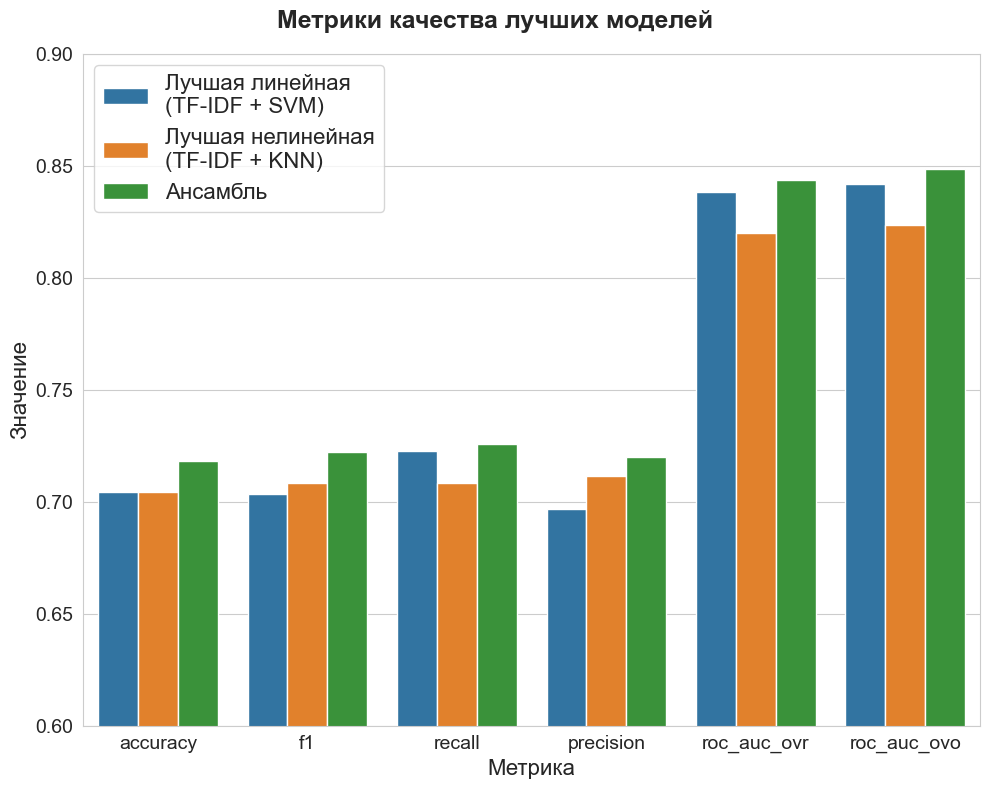 Метрики качества лучших моделей
Лучшая линейная
(TF-IDF + SVM)
Лучшая нелинейная
(TF-IDF + KNN)
Ансамбль
Значение
0.90
0.85
0.80
0.75
0.70
0.65
0.60
accuracy
f1
recall
precision
roc_auc_ovr
roc_auc_ovo
Метрика